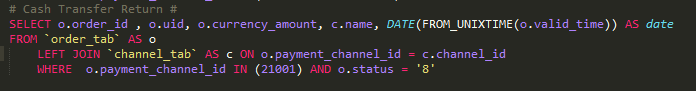 # Cash Transfer Return #
SELECT o.order_id , o.uid, o.currency_amount, c.name, DATE(FROM_UNIXTIME(o.valid_time)) AS date
FROM `order_tab` AS o
LEFT JOIN `channel_tab` AS c ON o.payment_channel_id = c.channel_id
WHERE  o.payment_channel_id IN (21001) AND o.status = '8'